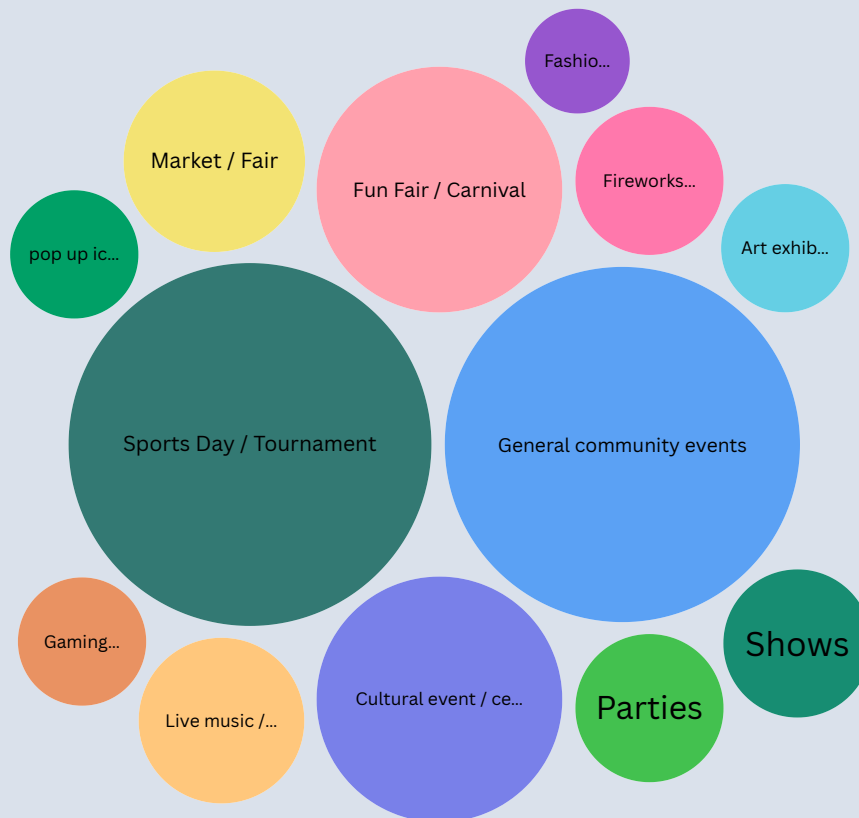 Fashio...
Market / Fair
Fun Fair / Carnival
Fireworks...
pop up ic...
Art exhib...
Sports Day / Tournament
General community events
Gaming...
Live music /...
Cultural event / ce...
Parties
Shows